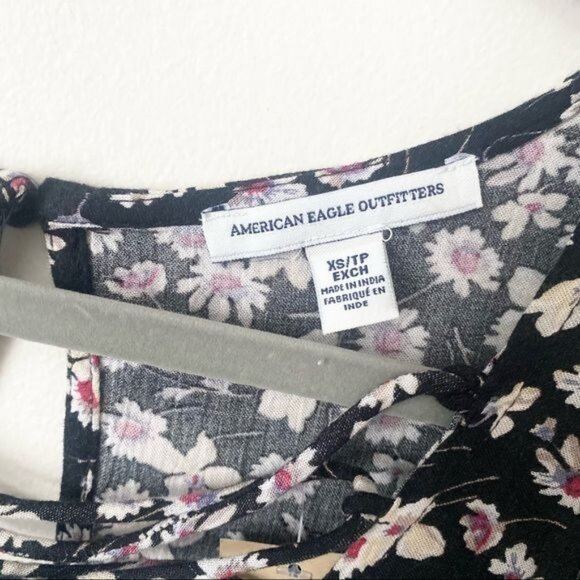 AMERICAN EAGLE OUTFITTERS
XS/TP
EXCH
MADE IN INDIA
FABRIQUÉ EN
INDE